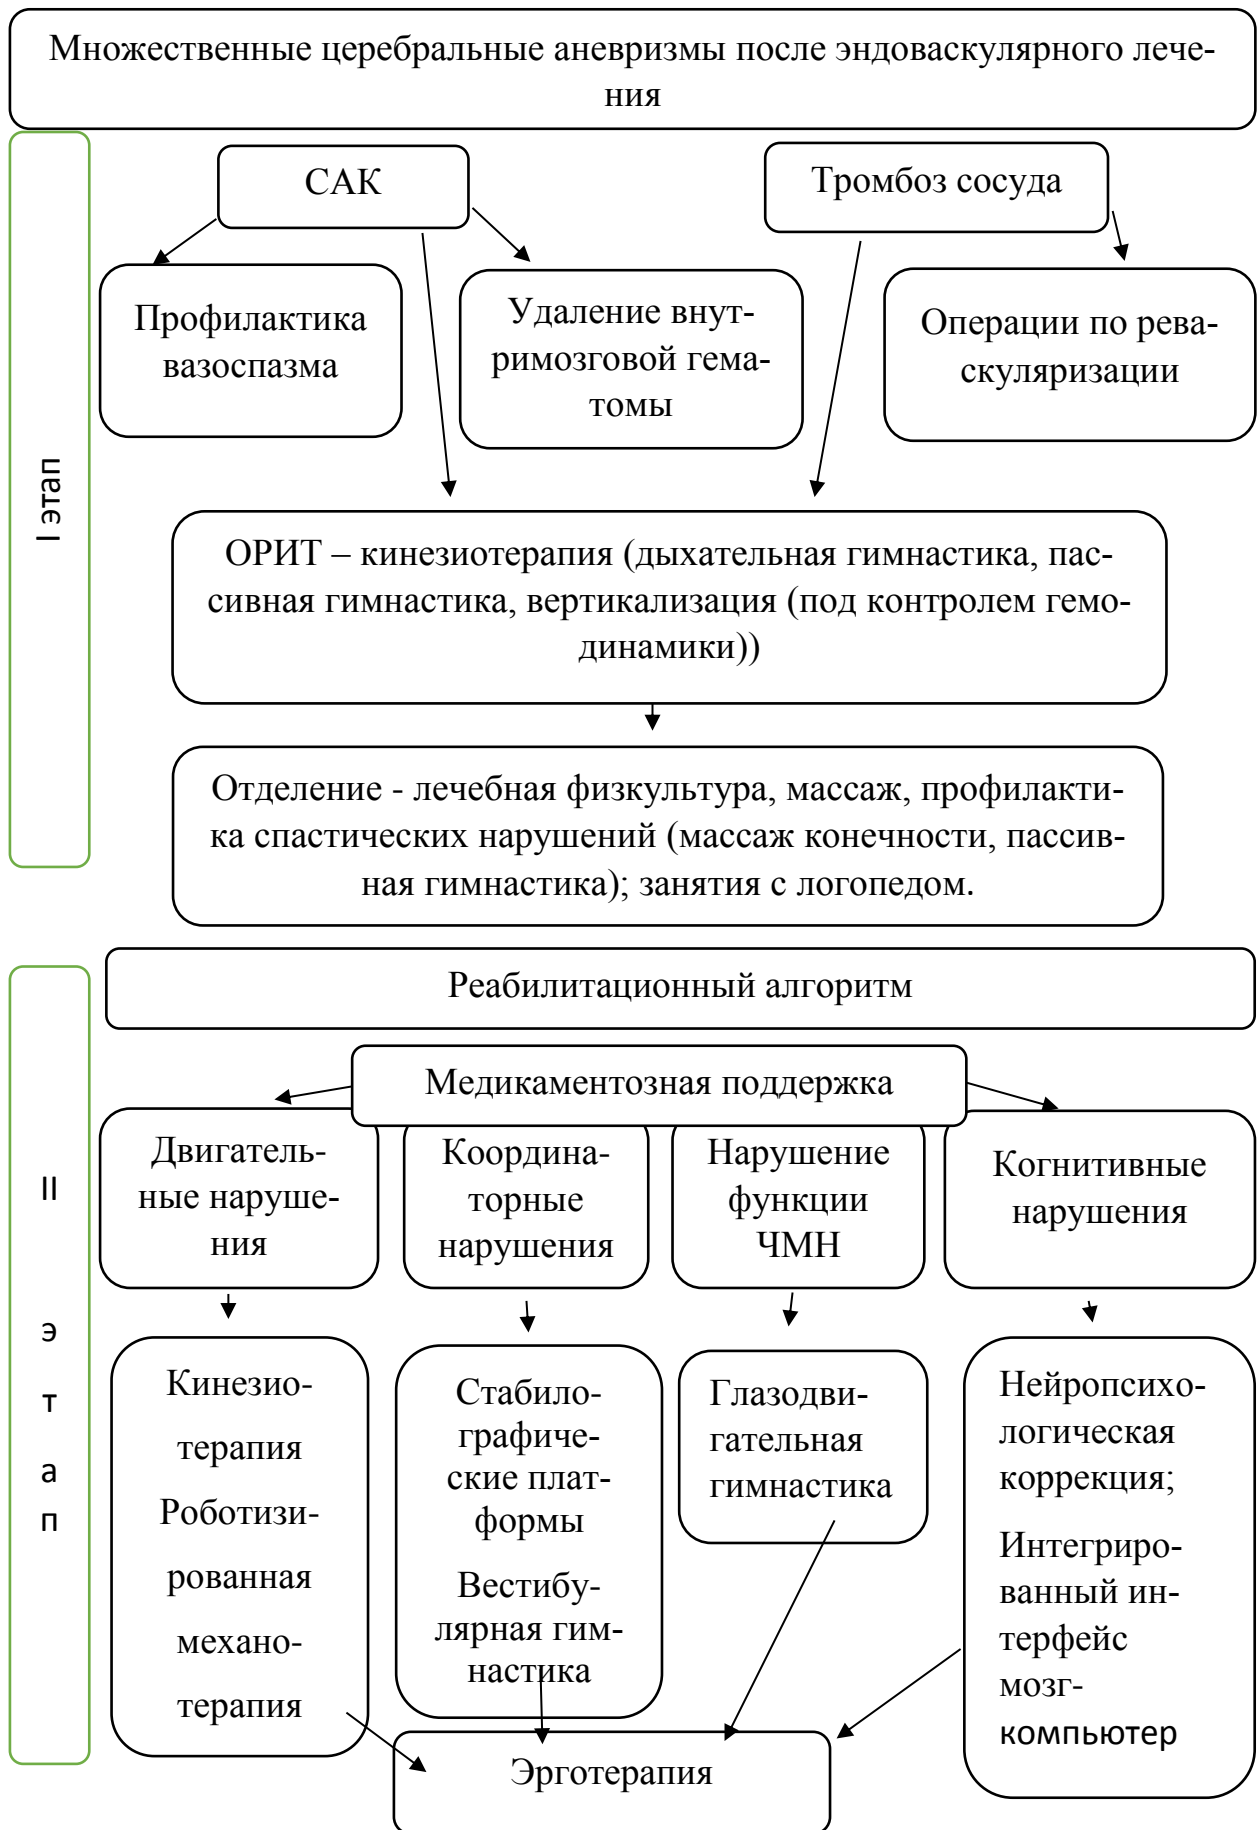 Множественные церебральные аневризмы после эндоваскулярного лече-
ния
I этап
САК
Тромбоз сосуда
Профилактика
вазоспазма
Удаление внут-
римозговой гема-
томы
Операции по рева-
скуляризации
ОРИТ – кинезиотерапия (дыхательная гимнастика, пас-
сивная гимнастика, вертикализация (под контролем гемо-
динамики))
Отделение - лечебная физкультура, массаж, профилакти-
ка спастических нарушений (массаж конечности, пассив-
ная гимнастика); занятия с логопедом.
II
э
т
а
п
Реабилитационный алгоритм
Медикаментозная поддержка
Двигатель-
ные наруше-
ния
Координа-
торные
нарушения
Нарушение
функции
ЧМН
Когнитивные
нарушения
Кинезио-
терапия
Роботизи-
рованная
механо-
терапия
Стабило-
графиче-
ские плат-
формы
Вестибу-
лярная гим-
настика
Глазодви-
гательная
гимнастика
Нейропсихо-
логическая
коррекция;
Интегриро-
ванный ин-
терфейс
мозг-
компьютер
Эрготерапия